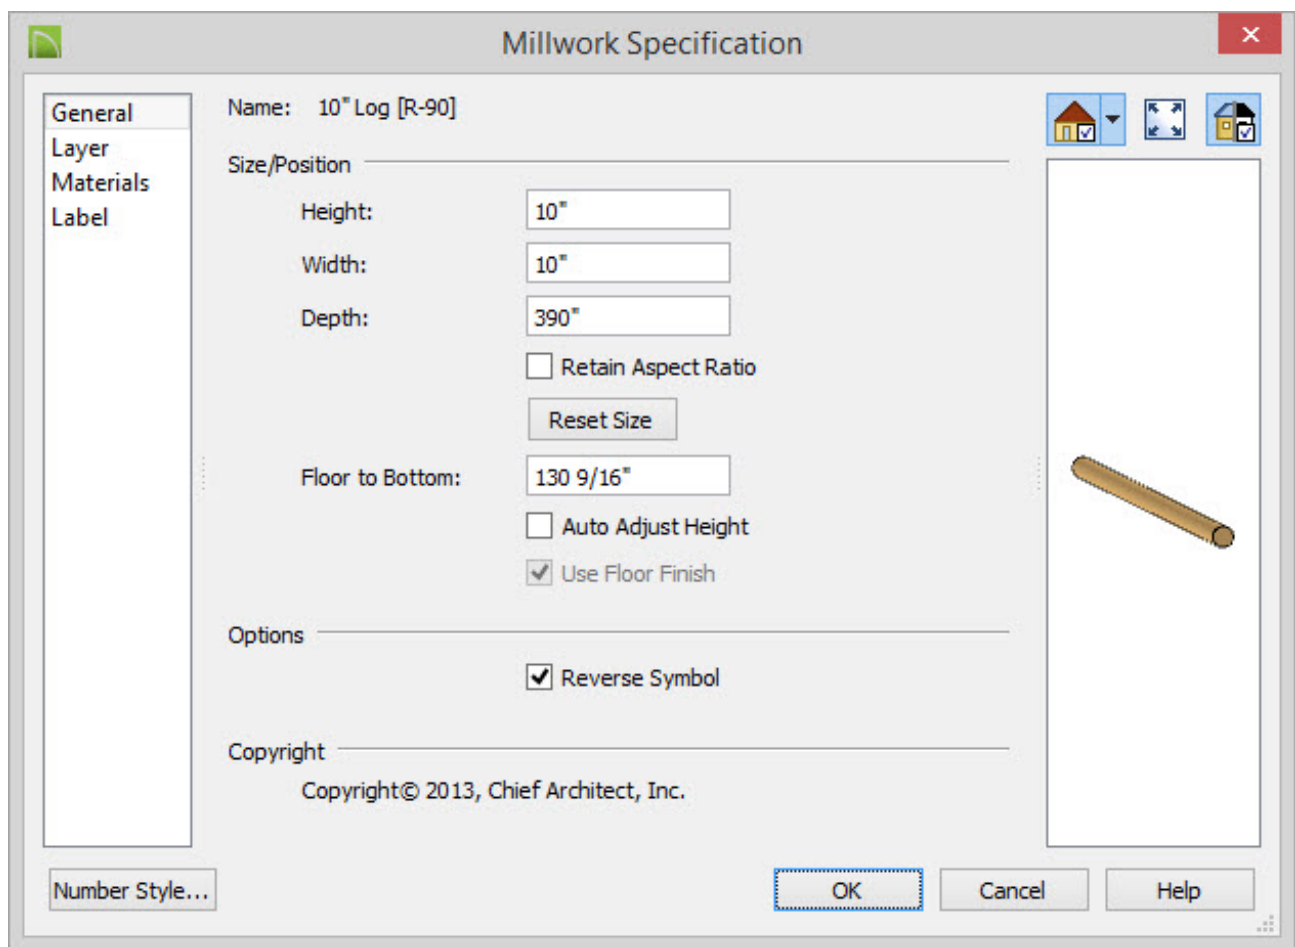 Millwork Specification
General
Layer
Materials
Label
Name: 10" Log [R-90]
Size/Position
Height: 10"
Width: 10"
Depth: 390"
Retain Aspect Ratio
Reset Size
Floor to Bottom: 130 9/16"
Auto Adjust Height
Use Floor Finish
Options
Reverse Symbol
Copyright
Copyright© 2013, Chief Architect, Inc.
Number Style... OK Cancel Help